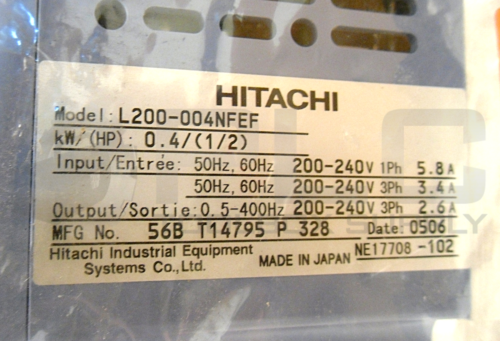 HITACHI
Model: L200-004NFEF
kW/(HP): 0.4/(1/2)
Input/Entrée: 50Hz, 60Hz 200-240V 1Ph 5.8A
50Hz, 60Hz 200-240V 3Ph 3.4A
Output/Sortie: 0.5-400Hz 200-240V 3Ph 2.6A
MFG No. 56B T14795 P 328 Date: 0506
Hitachi Industrial Equipment
Systems Co., Ltd. MADE IN JAPAN NE17708 -102